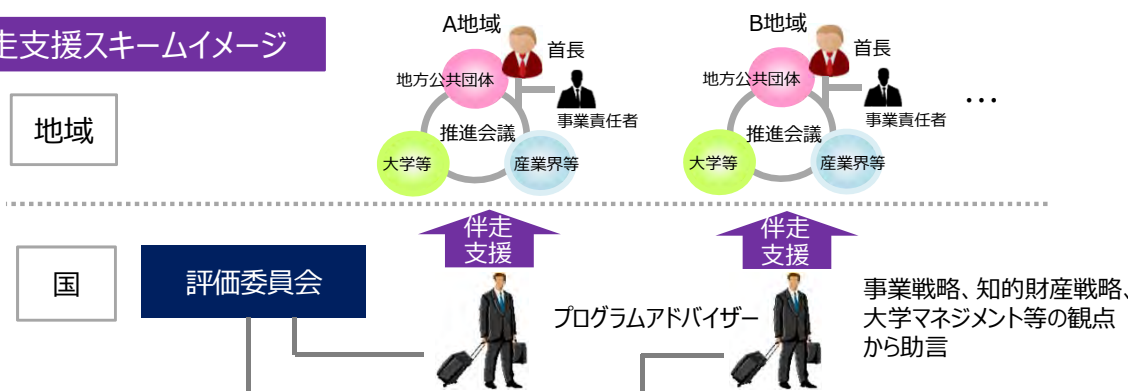 走支援スキームイメージ
地域
A地域
首長
地方公共団体
事業責任者
推進会議
大学等
産業界等
B地域
首長
地方公共団体
事業責任者
推進会議
大学等
産業界等
…
国
評価委員会
伴走
支援
伴走
支援
プログラムアドバイザー
事業戦略、知的財産戦略、
大学マネジメント等の観点
から助言